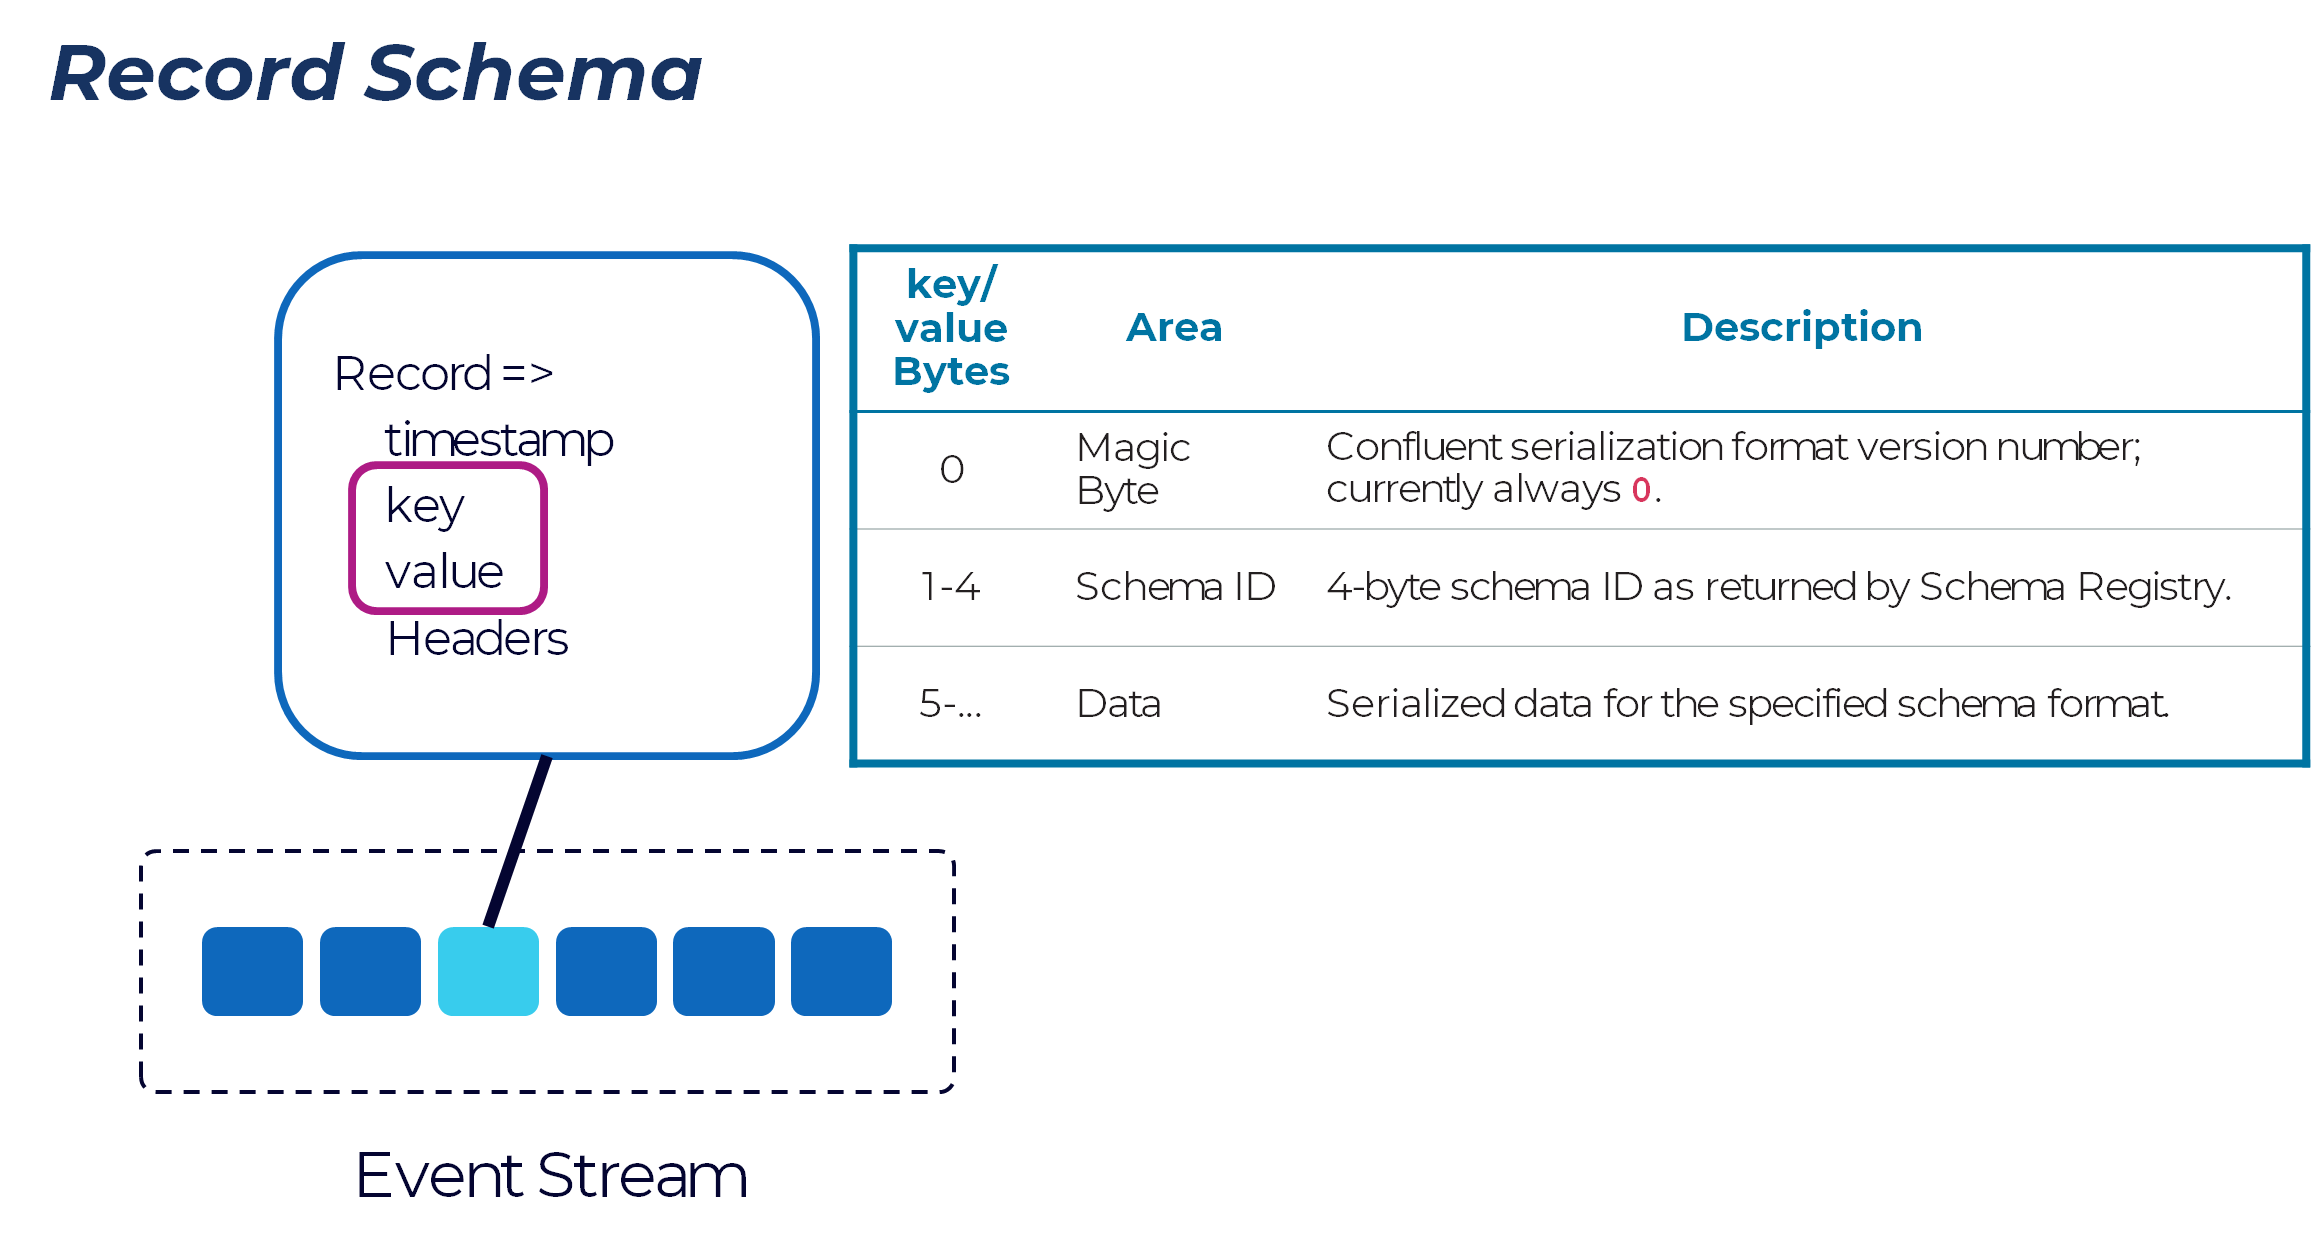 Record Schema
Record =>
timestamp
key
value
Headers
key/
value
Bytes
Area
Description
0
Magic
Byte
Confluent serialization format version number;
currently always 0.
1-4
Schema ID
4-byte schema ID as returned by Schema Registry.
5-...
Data
Serialized data for the specified schema format.
Event Stream